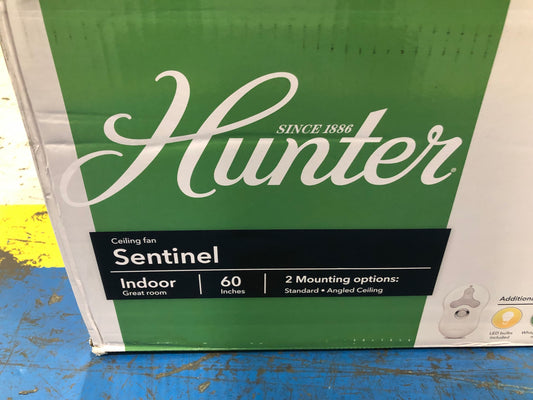 SINCE 1886
Hunter
Ceiling fan
Sentinel
Indoor 60 2 Mounting options:
Great room Inches Standard • Angled Ceiling
LED bulbs
included